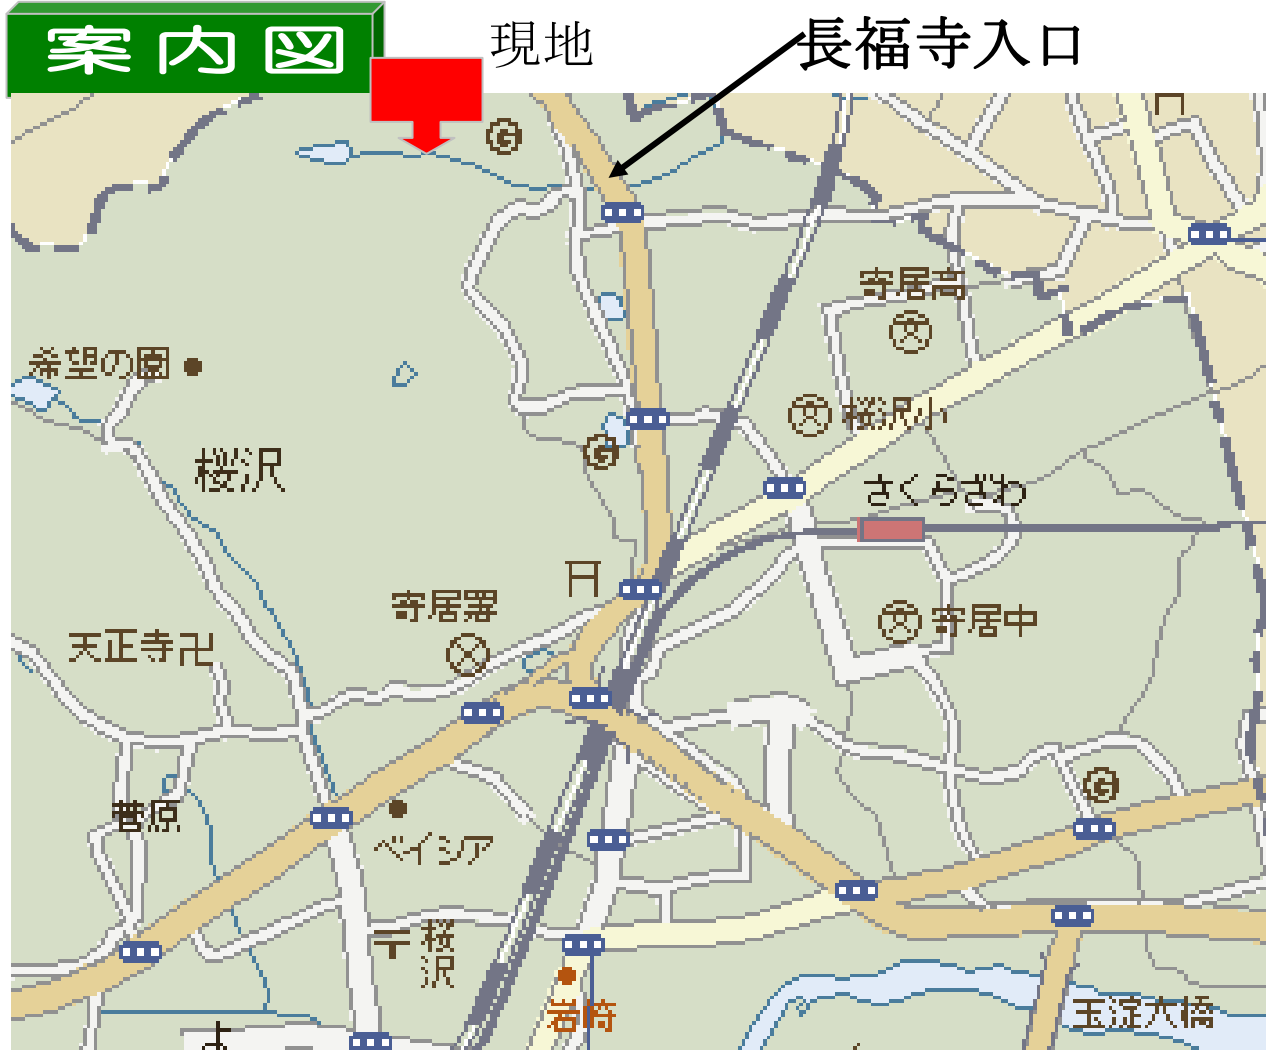 案内図
現地
長福寺入口
寄居高
希望の園
桜沢小
桜沢
さくらざわ
寄居署
寄居中
天正寺
菅原
ベイシア
桜沢
岩崎
玉淀大橋
よ